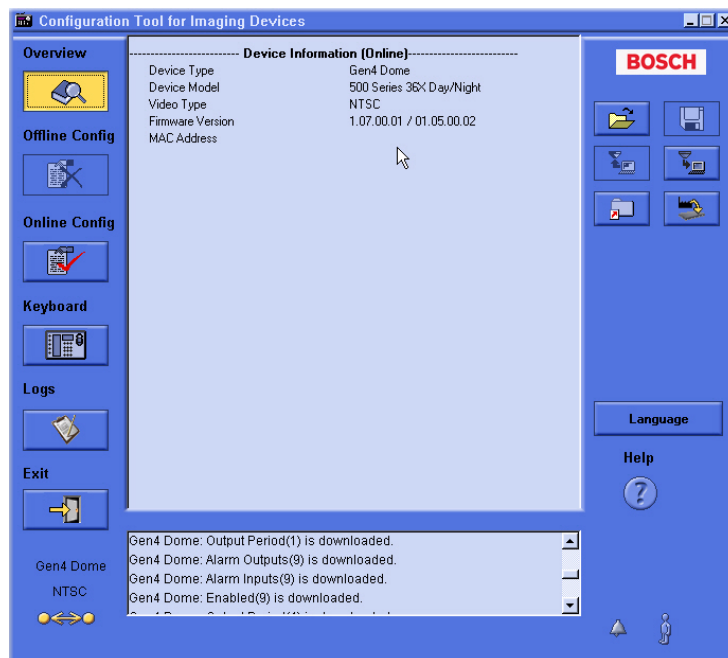 Configuration Tool for Imaging Devices
Overview
Offline Config
Online Config
Keyboard
Logs
Exit
Gen4 Dome
NTSC
-------------------------- Device Information (Online)--------------------------
Device Type Gen4 Dome
Device Model 500 Series 36X Day/Night
Video Type NTSC
Firmware Version 1.07.00.01 / 01.05.00.02
MAC Address
Gen4 Dome: Output Period(1) is downloaded.
Gen4 Dome: Alarm Outputs(9) is downloaded.
Gen4 Dome: Alarm Inputs(9) is downloaded.
Gen4 Dome: Enabled(9) is downloaded.
BOSCH
Language
Help
?